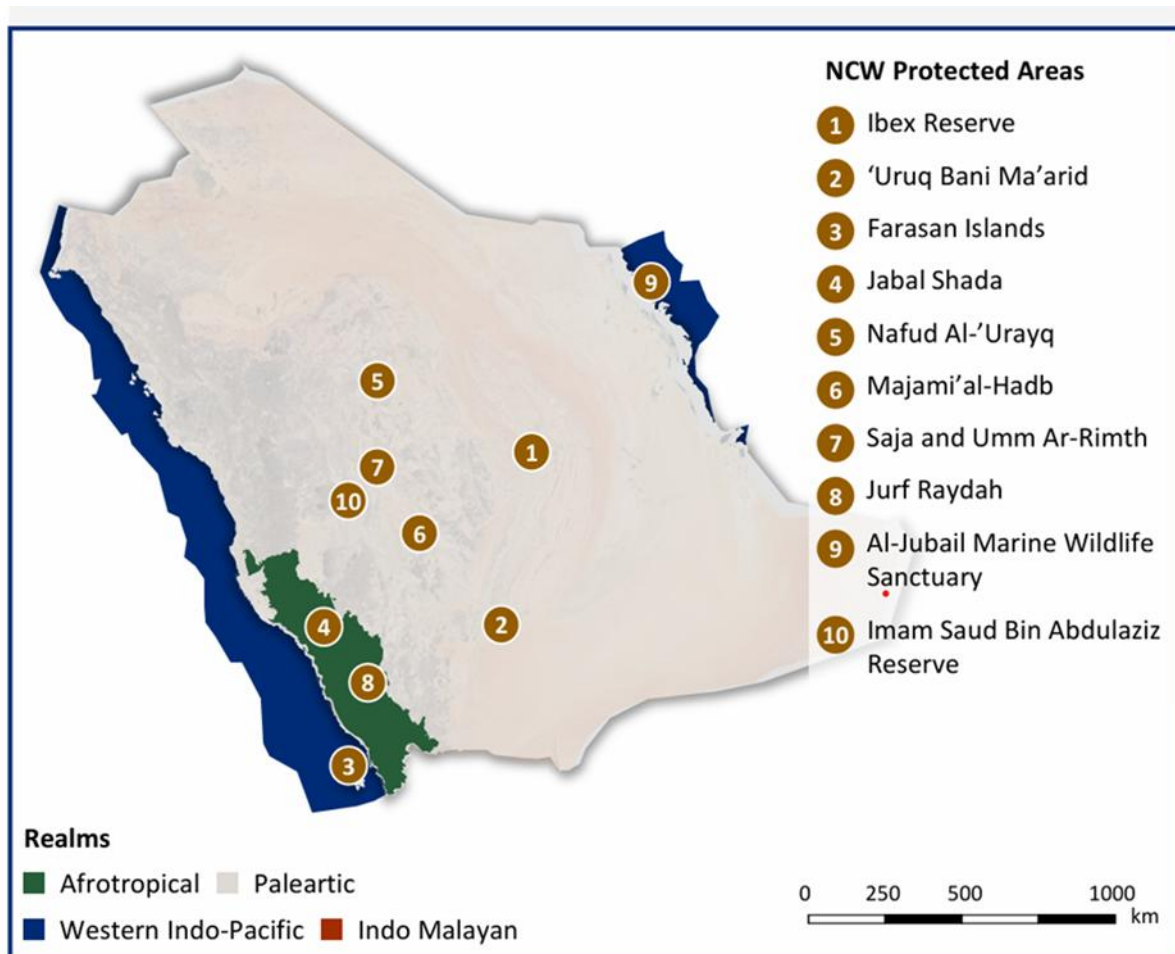 NCW Protected Areas
1 Ibex Reserve
2 ‘Uruq Bani Ma’arid
3 Farasan Islands
4 Jabal Shada
5 Nafud Al-’Urayq
6 Majami’al-Hadb
7 Saja and Umm Ar-Rimth
8 Jurf Raydah
9 Al-Jubail Marine Wildlife
Sanctuary
10 Imam Saud Bin Abdulaziz
Reserve
9
5
1
7
10
6
4
2
8
3
Realms
Afrotropical Paleartic
Western Indo-Pacific Indo Malayan
0 250 500 1000
km